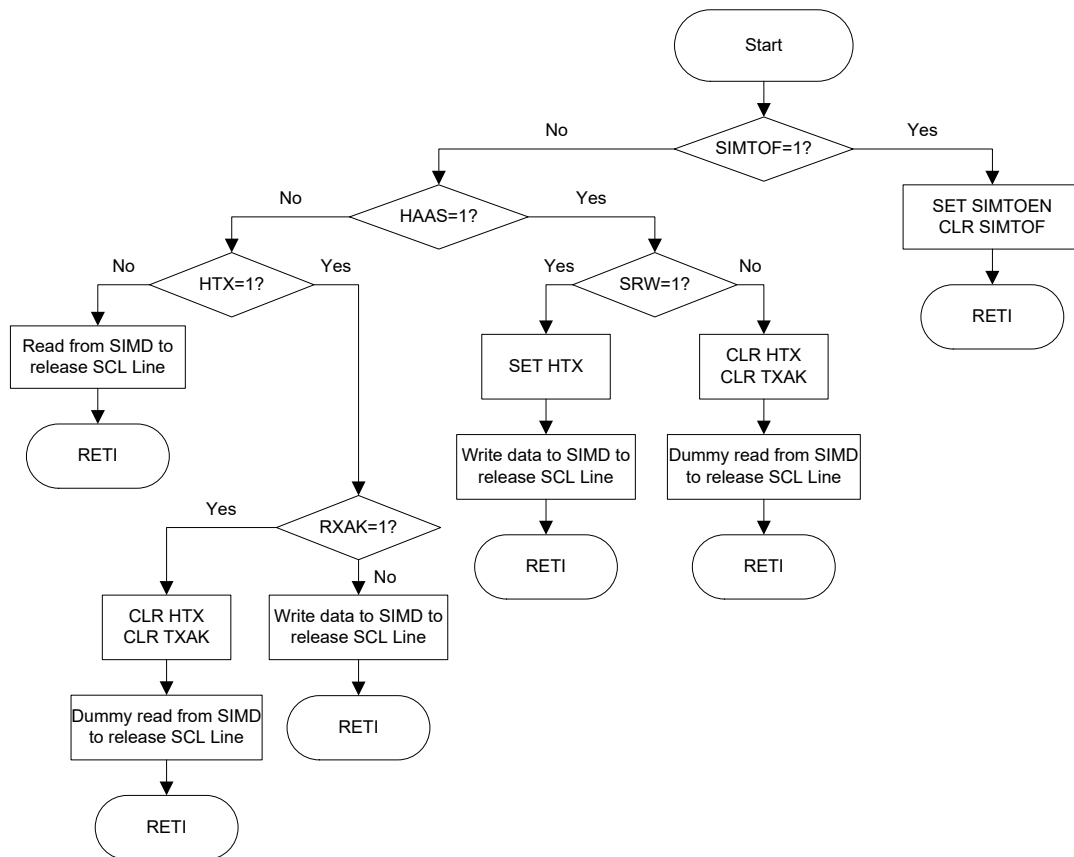 Start
No
SIMTOF=1?
Yes
No
HAAS=1?
Yes
SET SIMTOEN
CLR SIMTOF
No
HTX=1?
Yes
Yes
SRW=1?
No
RETI
Read from SIMD to
release SCL Line
SET HTX
CLR HTX
CLR TXAK
RETI
Write data to SIMD to
release SCL Line
Dummy read from SIMD
to release SCL Line
Yes
RXAK=1?
No
RETI
RETI
CLR HTX
CLR TXAK
Write data to SIMD to
release SCL Line
Dummy read from SIMD
to release SCL Line
RETI
RETI